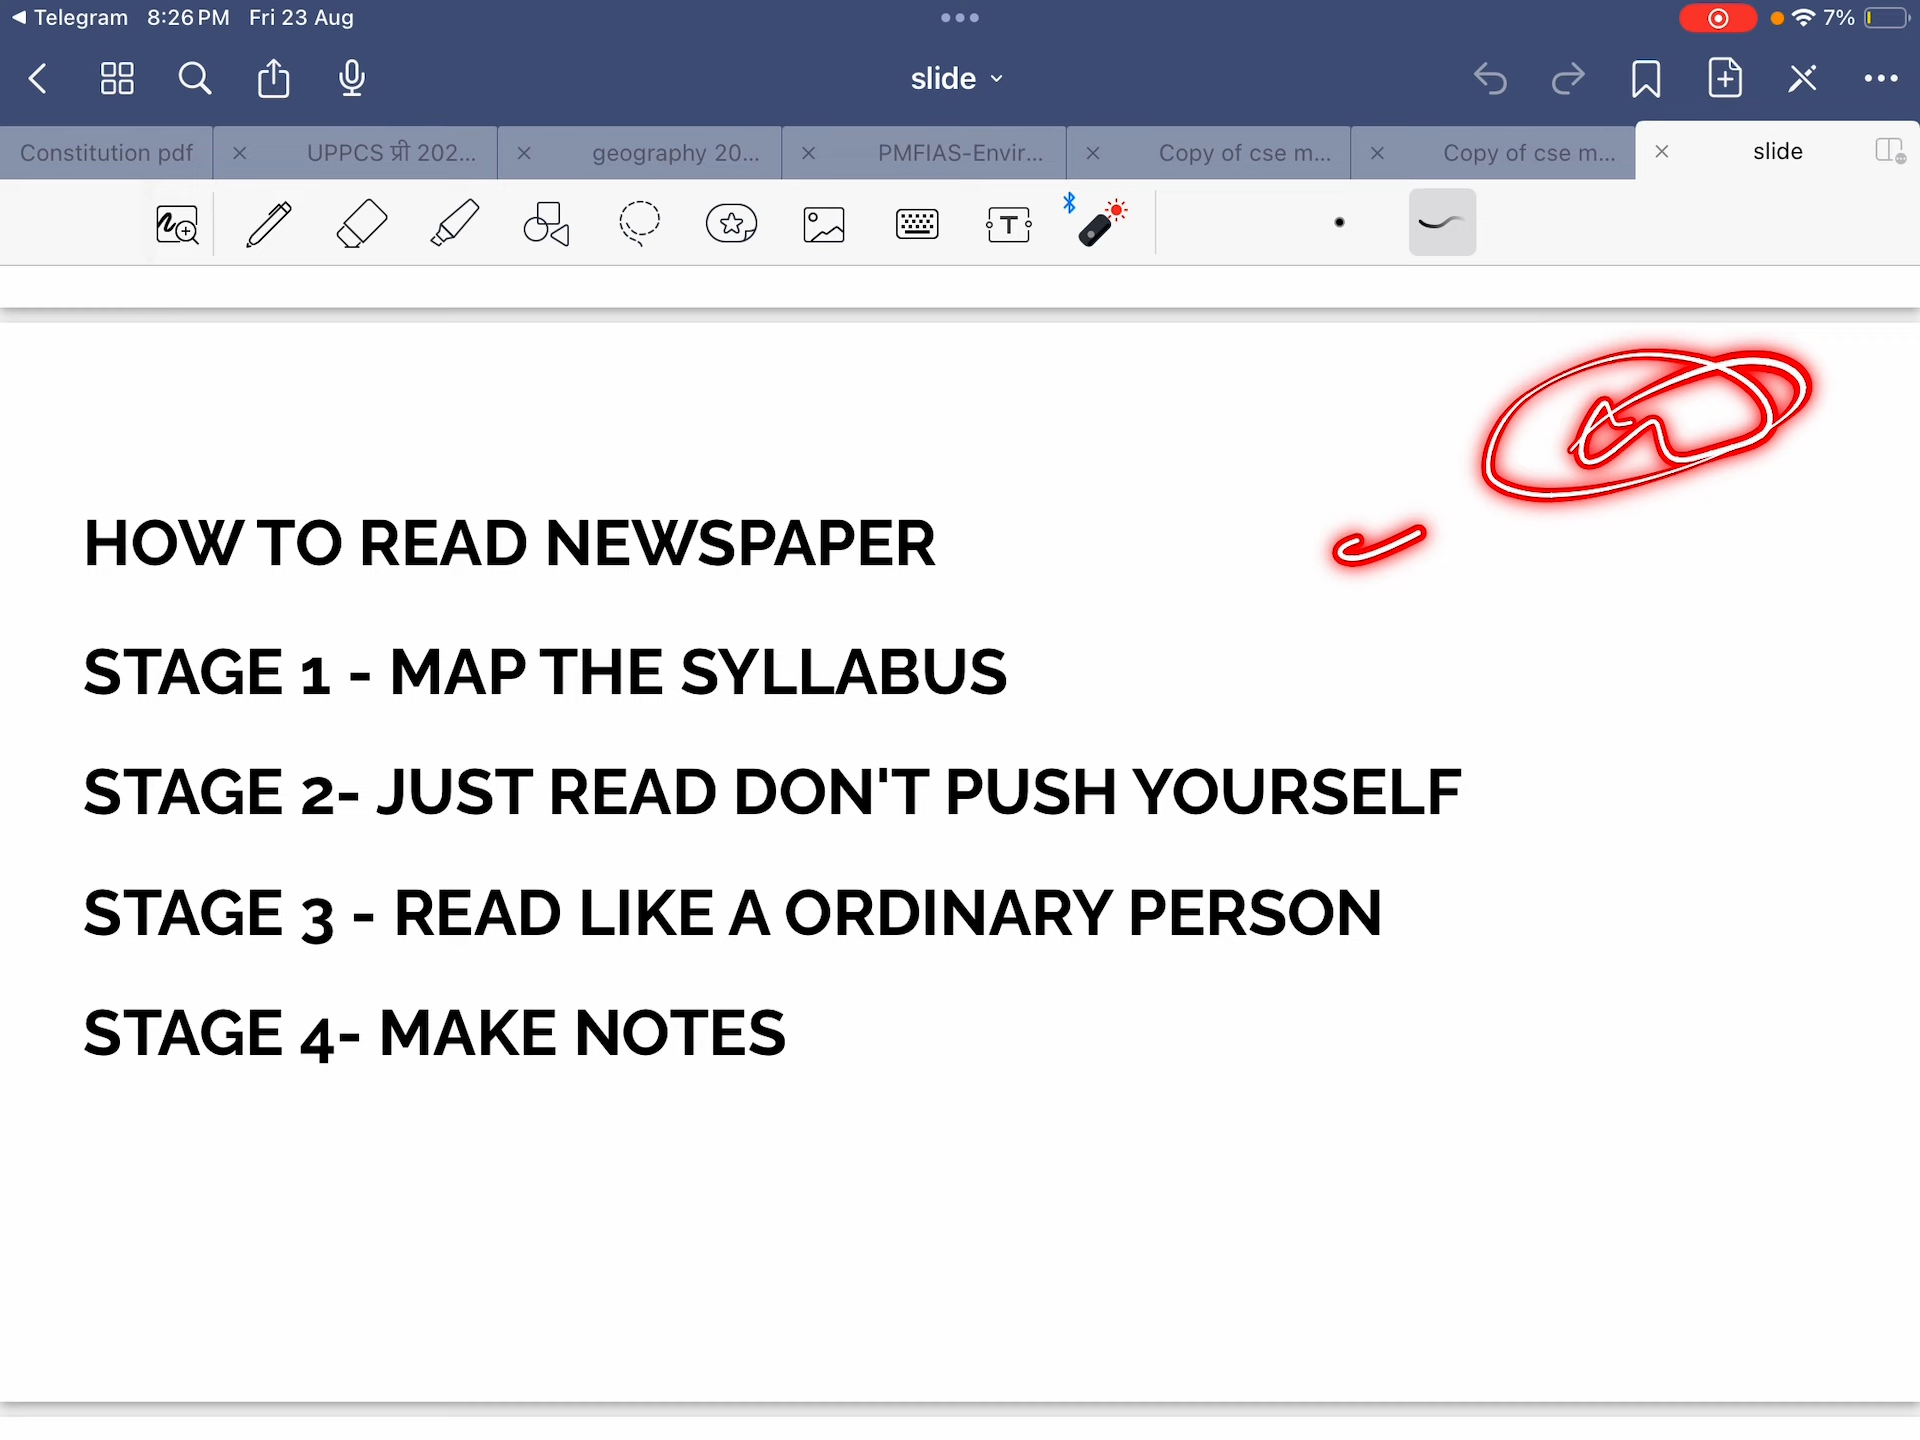 Telegram 8:26 PM Fri 23 Aug 7%
slide
Constitution pdf UPPCS प्री 202... geography 20... PMFIAS-Envir... Copy of cse m... Copy of cse m... slide
T
HOW TO READ NEWSPAPER
STAGE 1 - MAP THE SYLLABUS
STAGE 2- JUST READ DON'T PUSH YOURSELF
STAGE 3 - READ LIKE A ORDINARY PERSON
STAGE 4- MAKE NOTES